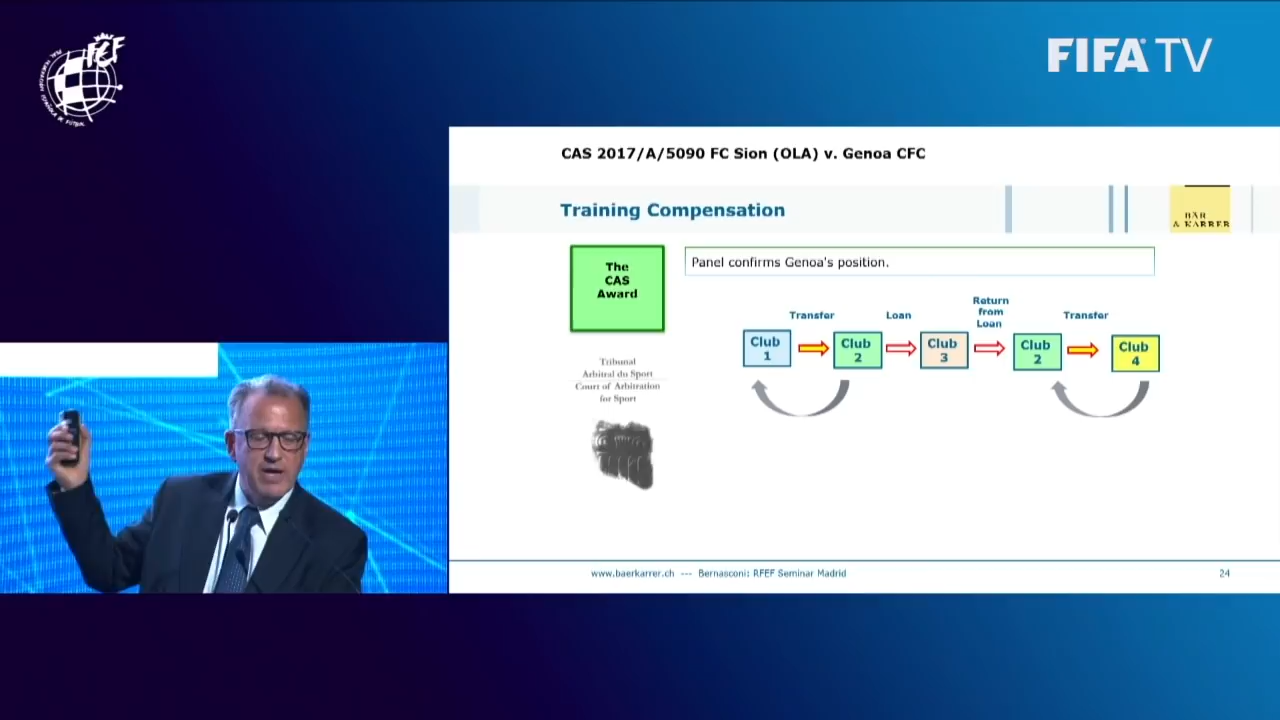 RFEF
FIFA TV
CAS 2017/A/5090 FC Sion (OLA) v. Genoa CFC
Training Compensation
BÄR
& KARRER
The
CAS
Award
Panel confirms Genoa's position.
Transfer
Loan
Return
from
Loan
Transfer
Club
1
Club
2
Club
3
Club
2
Club
4
Tribunal
Arbitral du Sport
Court of Arbitration
for Sport
www.baerkarrer.ch --- Bernasconi: RFEF Seminar Madrid
24